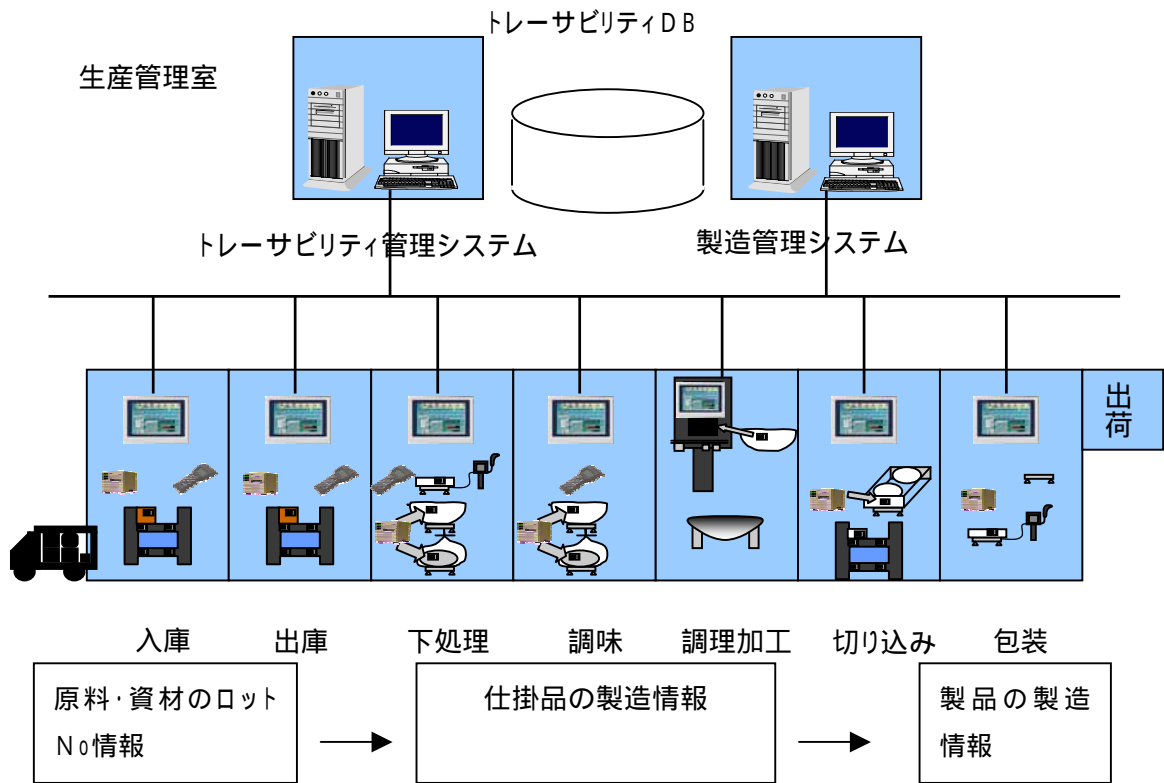 トレーサビリティDB
生産管理室
トレーサビリティ管理システム
製造管理システム
出荷
入庫
出庫
下処理
調味
調理加工
切り込み
包装
原料・資材のロット
No情報
仕掛品の製造情報
製品の製造
情報